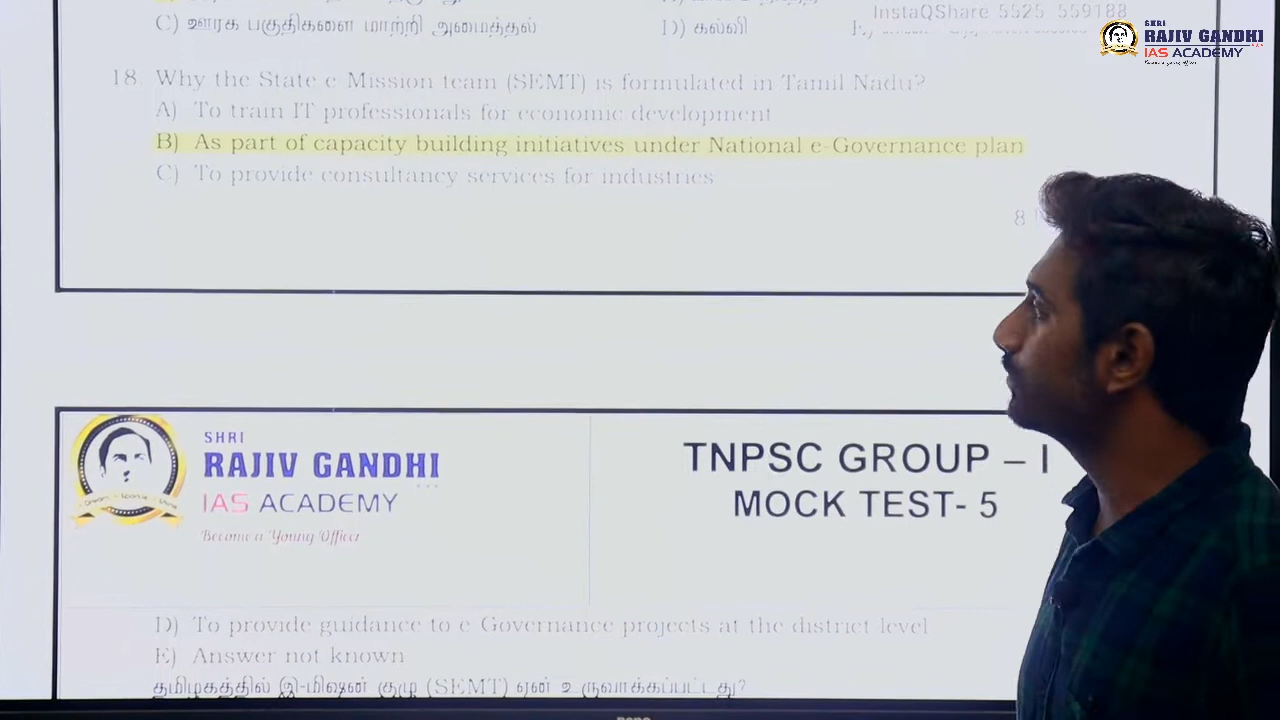 C) ஊரக பகுதிகளை மாற்றி அமைத்தல் D) கல்வி
InstaQShare 5525 559188
SHRI
RAJIV GANDHI
IAS ACADEMY
18. Why the State e-Mission team (SEMT) is formulated in Tamil Nadu?
A) To train IT professionals for economic development
B) As part of capacity building initiatives under National e-Governance plan
C) To provide consultancy services for industries
8
SHRI
RAJIV GANDHI
IAS ACADEMY
Become a Young Officer
TNPSC GROUP – I
MOCK TEST- 5
D) To provide guidance to e-Governance projects at the district level
E) Answer not known
தமிழகத்தில் இ-மிஷன் குழு (SEMT) ஏன் உருவாக்கப்பட்டது?